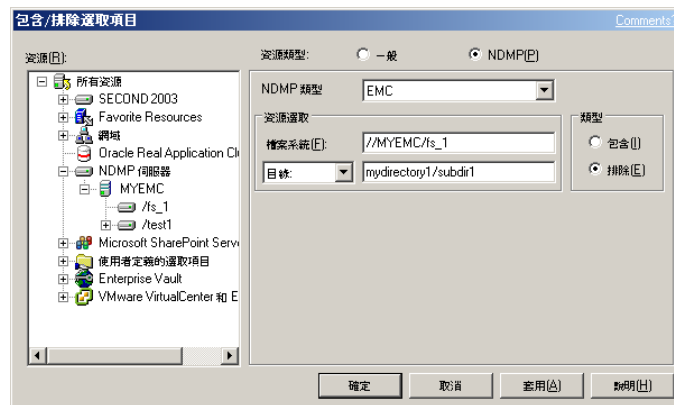 包含/排除選取項目
Comments?
資源(R):
所有資源
SECOND2003
Favorite Resources
網域
Oracle Real Application Cl
NDMP 伺服器
MYEMC
/fs_1
/test1
Microsoft SharePoint Serv
使用者定義的選取項目
Enterprise Vault
VMware VirtualCenter 和 E
資源類型:
一般
NDMP(P)
NDMP 類型
EMC
資源選取
檔案系統(F):
//MYEMC/fs_1
目錄:
mydirectory1/subdir1
類型
包含(I)
排除(E)
確定
取消
套用(A)
說明(H)